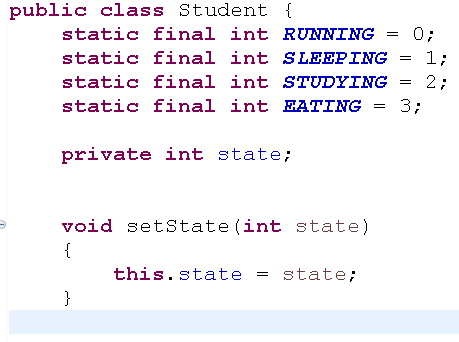 public class Student {
static final int RUNNING = 0;
static final int SLEEPING = 1;
static final int STUDYING = 2;
static final int EATING = 3;
private int state;
void setState(int state)
{
this.state = state;
}